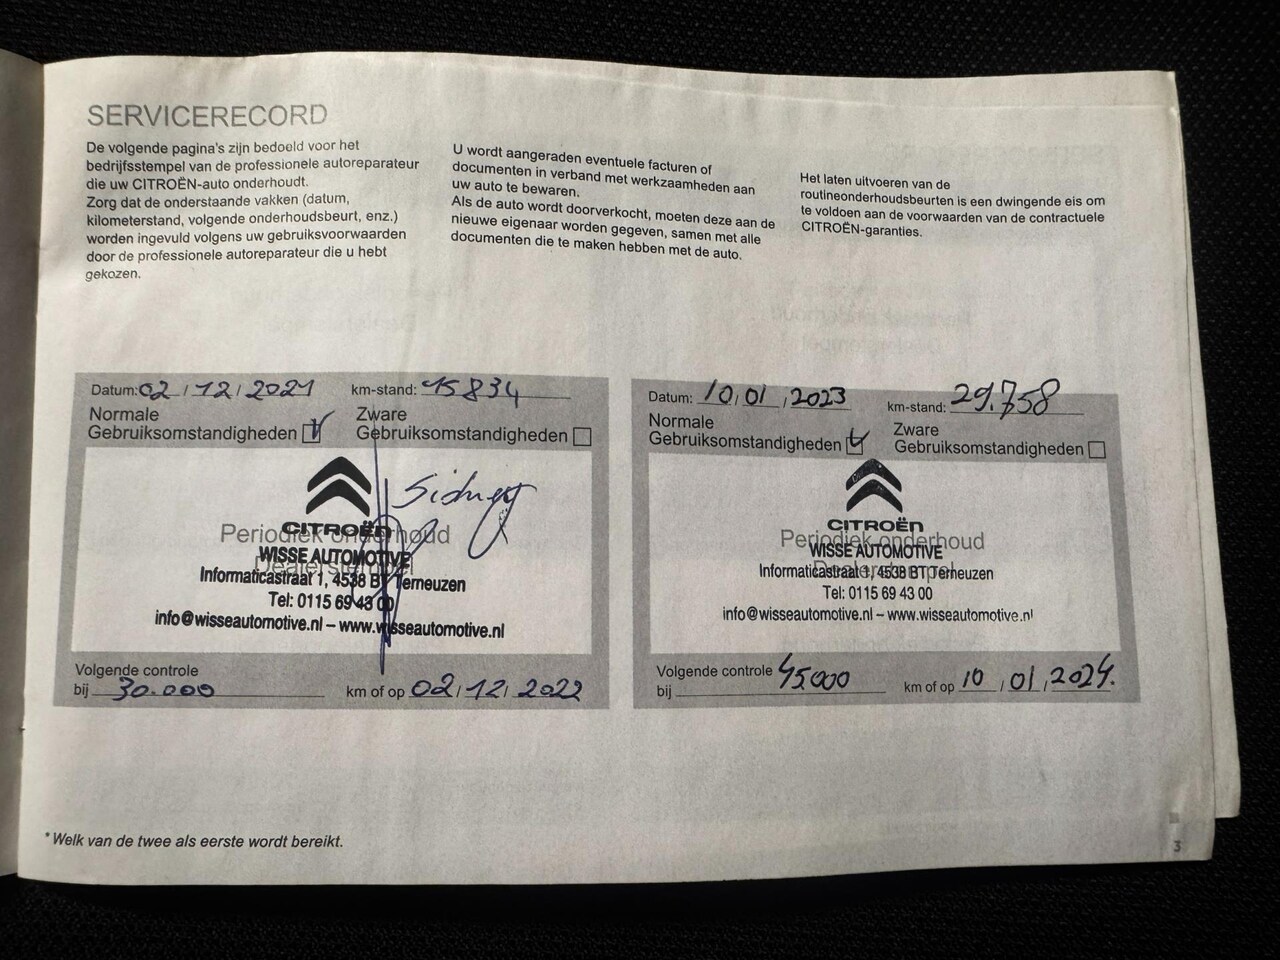 SERVICERECORD
De volgende pagina's zijn bedoeld voor het
bedrijfsstempel van de professionele autoreparateur
die uw CITROËN-auto onderhoudt.
Zorg dat de onderstaande vakken (datum,
kilometerstand, volgende onderhoudsbeurt, enz.)
worden ingevuld volgens uw gebruiksvoorwaarden
door de professionele autoreparateur die u hebt
gekozen.
U wordt aangeraden eventuele facturen of
documenten in verband met werkzaamheden aan
uw auto te bewaren.
Als de auto wordt doorverkocht, moeten deze aan de
nieuwe eigenaar worden gegeven, samen met alle
documenten die te maken hebben met de auto.
Het laten uitvoeren van de
routineonderhoudsbeurten is een dwingende eis om
te voldoen aan de voorwaarden van de contractuele
CITROËN-garanties.
Datum: 02 / 12 / 2021 km-stand: 15834
Normale Zware
Gebruiksomstandigheden Gebruiksomstandigheden
Sidney
CITROËN
Periodiek onderhoud
WISSE AUTOMOTIVE
Dealerstempel
Informaticastraat 1, 4538 BT Terneuzen
Tel: 0115 69 43 00
info@wisseautomotive.nl – www.wisseautomotive.nl
Volgende controle
bij 30.000 km of op 02 / 12 / 2022
Datum: 10 / 01 / 2023 km-stand: 29.758
Normale Zware
Gebruiksomstandigheden Gebruiksomstandigheden
CITROËN
Periodiek onderhoud
WISSE AUTOMOTIVE
Dealerstempel
Informaticastraat 1, 4538 BT Terneuzen
Tel: 0115 69 43 00
info@wisseautomotive.nl – www.wisseautomotive.nl
Volgende controle 45.000
bij km of op 10 / 01 / 2024.
* Welk van de twee als eerste wordt bereikt.
3